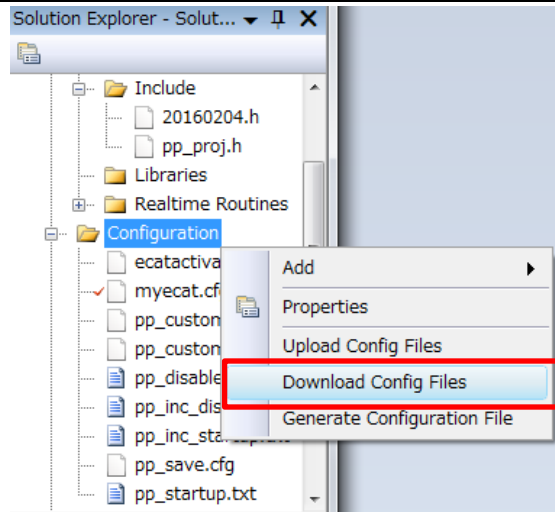 Solution Explorer - Solut...
Include
20160204.h
pp_proj.h
Libraries
Realtime Routines
Configuration
ecatactiva
Add
myecat.cf
Properties
pp_custon
Upload Config Files
pp_custon
pp_disable
Download Config Files
pp_inc_dis
Generate Configuration File
pp_inc_sta
pp_save.cfg
pp_startup.txt